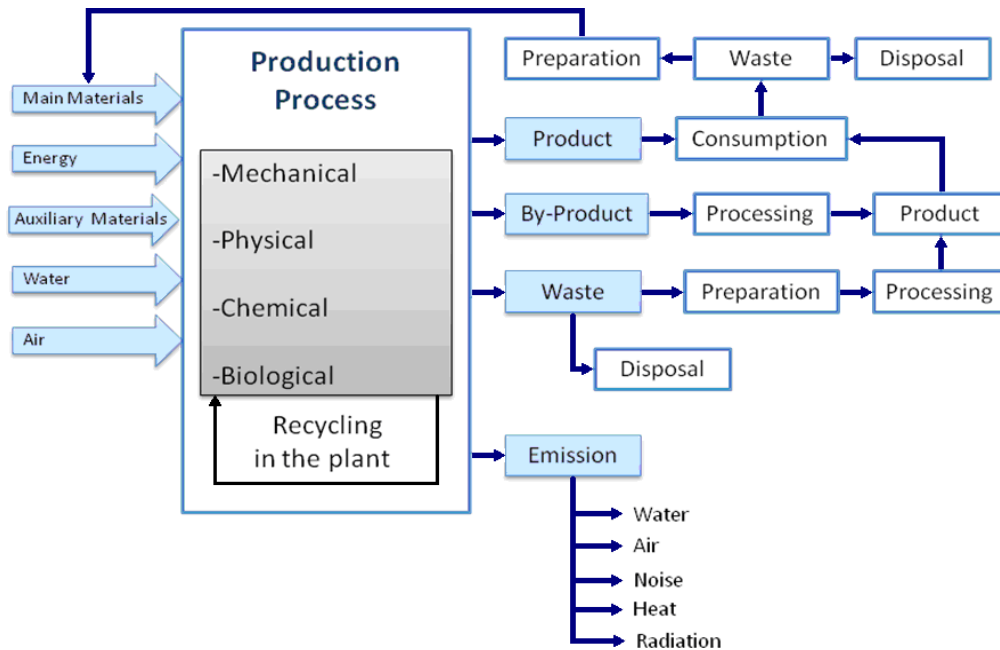 Production
Process
Main Materials
Energy
Auxiliary Materials
Water
Air
-Mechanical
-Physical
-Chemical
-Biological
Recycling
in the plant
Preparation
Waste
Disposal
Product
Consumption
By-Product
Processing
Product
Waste
Preparation
Processing
Disposal
Emission
Water
Air
Noise
Heat
Radiation